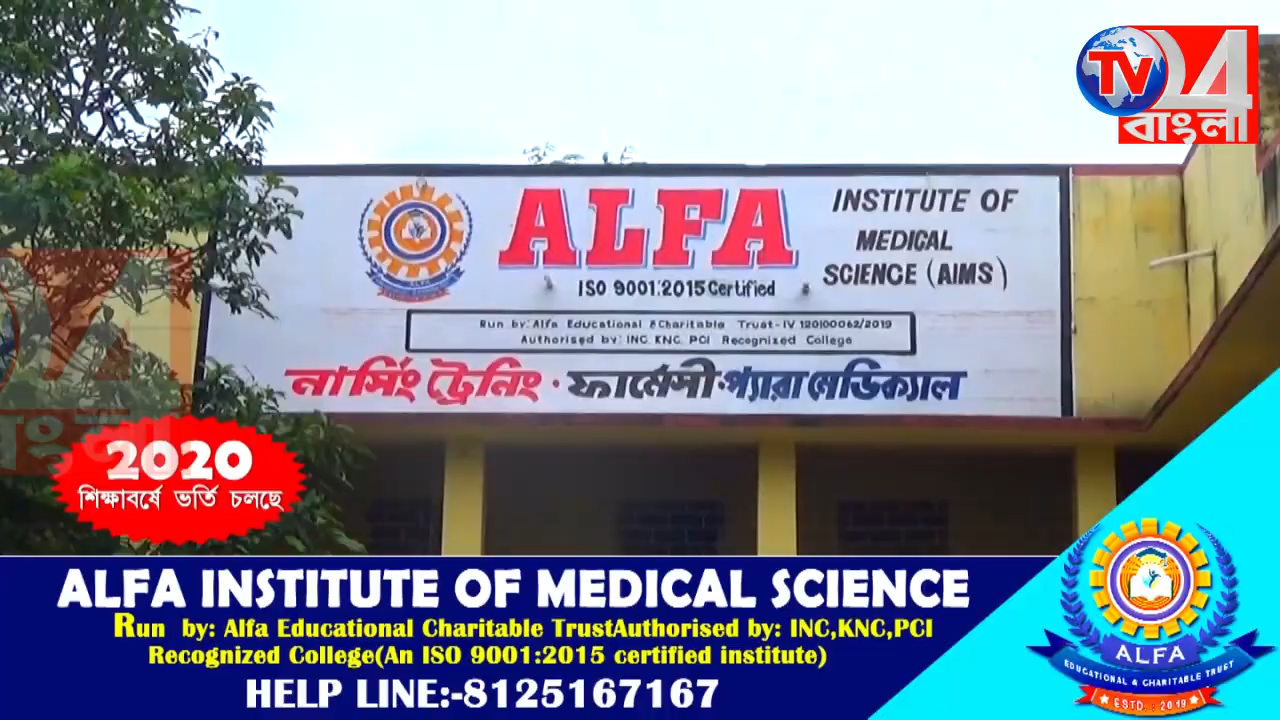 TV
24
বাংলা
ALFA
INSTITUTE OF
MEDICAL
SCIENCE (AIMS)
ISO 9001:2015 Certified
Run by: Alfa Educational & Charitable Trust-IV 120100062/2019
Authorised by: INC, KNC, PCI Recognized College
নার্সিং ট্রেনিং · ফার্মেসী · প্যারা মেডিক্যাল
ALFA
2020
শিক্ষাবর্ষে ভর্তি চলছে
ALFA INSTITUTE OF MEDICAL SCIENCE
Run by: Alfa Educational Charitable TrustAuthorised by: INC,KNC,PCI
Recognized College(An ISO 9001:2015 certified institute)
HELP LINE:-8125167167
ALFA
EDUCATIONAL & CHARITABLE TRUST
ESTD- : 2019